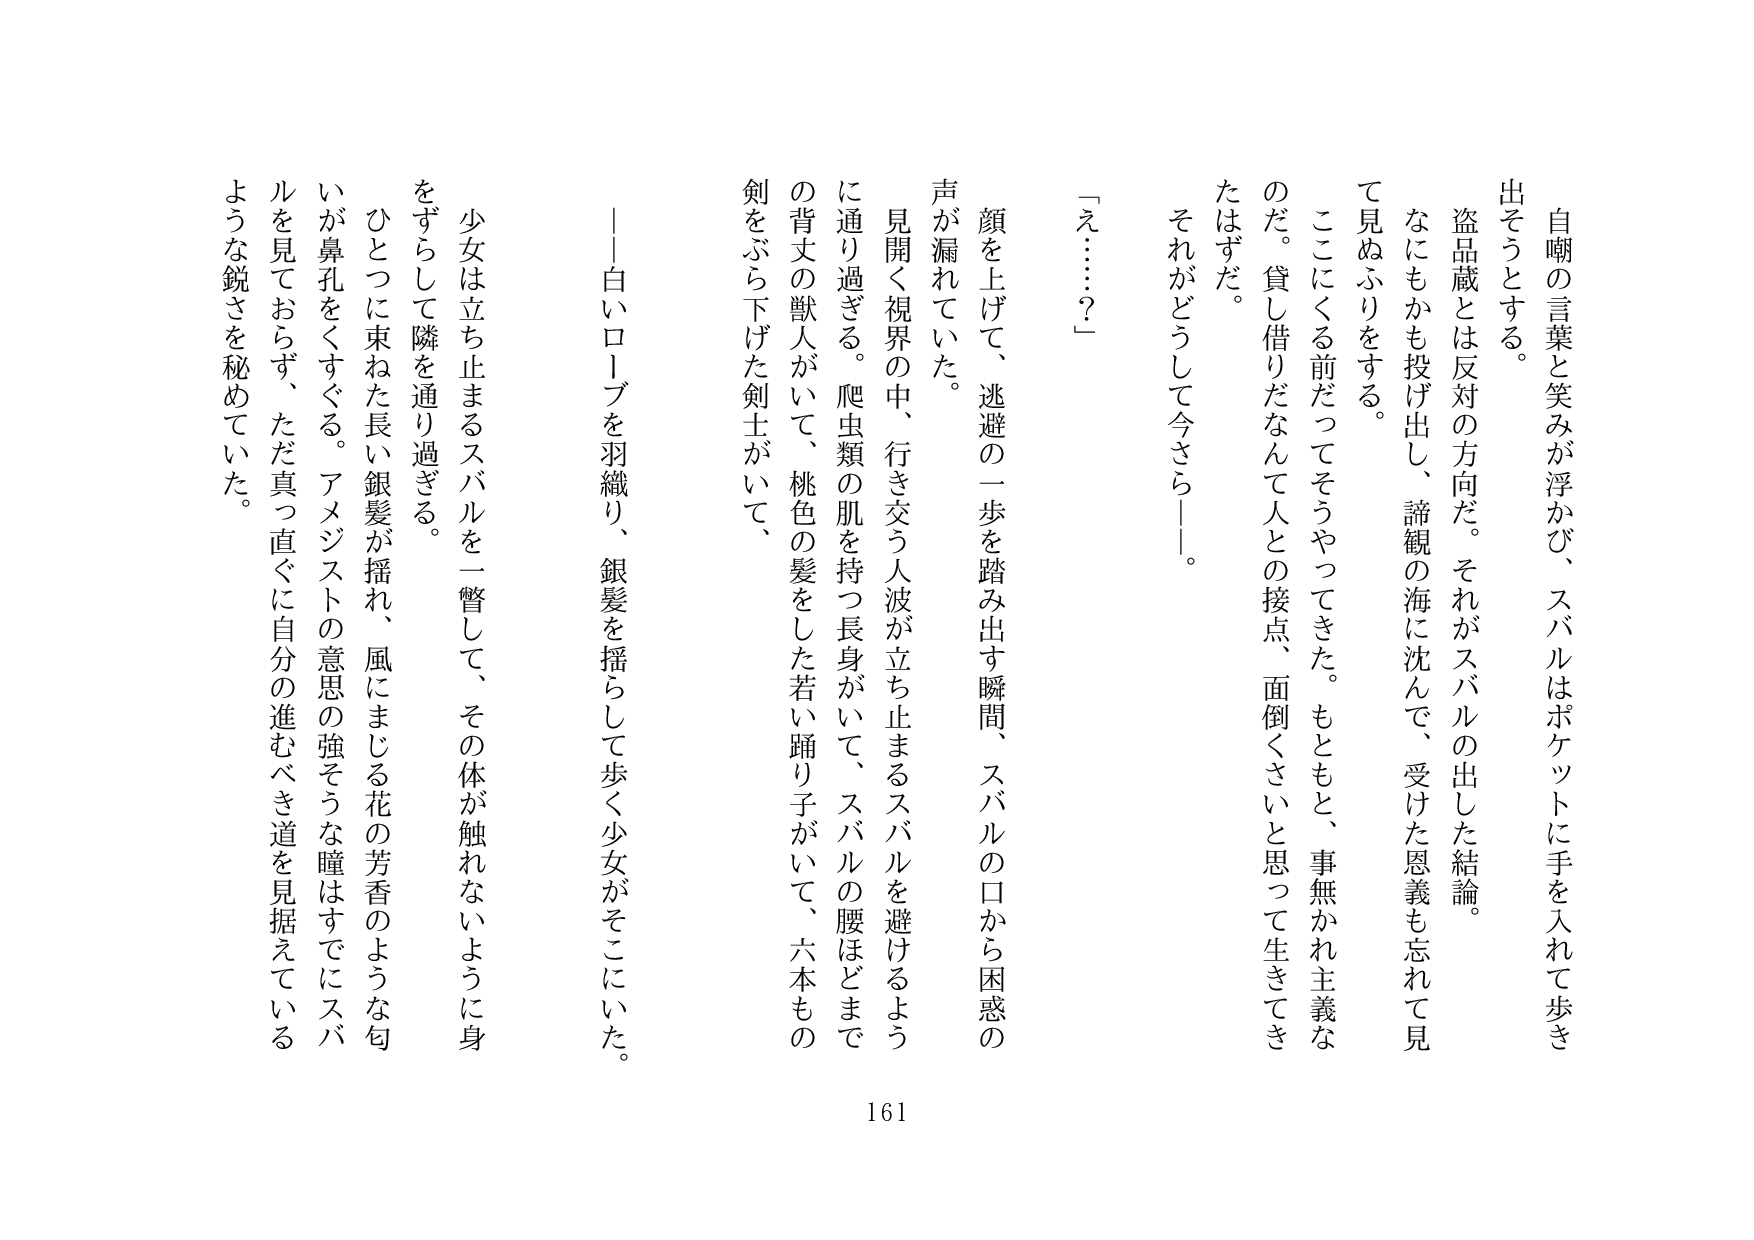 自嘲の言葉と笑みが浮かび、スバルはポケットに手を入れて歩き
出そうとする。
　盗品蔵とは反対の方向だ。それがスバルの出した結論。
　なにもかも投げ出し、諦観の海に沈んで、受けた恩義も忘れて見
て見ぬふりをする。
　ここにくる前だってそうやってきた。もともと、事無かれ主義な
のだ。貸し借りだなんて人との接点、面倒くさいと思って生きてき
たはずだ。
　それがどうして今さら――。
「え……？」
　顔を上げて、逃避の一歩を踏み出す瞬間、スバルの口から困惑の
声が漏れていた。
　見開く視界の中、行き交う人波が立ち止まるスバルを避けるよう
に通り過ぎる。爬虫類の肌を持つ長身がいて、スバルの腰ほどまで
の背丈の獣人がいて、桃色の髪をした若い踊り子がいて、六本もの
剣をぶら下げた剣士がいて、
　――白いローブを羽織り、銀髪を揺らして歩く少女がそこにいた。
　少女は立ち止まるスバルを一瞥して、その体が触れないように身
をずらして隣を通り過ぎる。
　ひとつに束ねた長い銀髪が揺れ、風にまじる花の芳香のような匂
いが鼻孔をくすぐる。アメジストの意思の強そうな瞳はすでにスバ
ルを見ておらず、ただ真っ直ぐに自分の進むべき道を見据えている
ような鋭さを秘めていた。
161